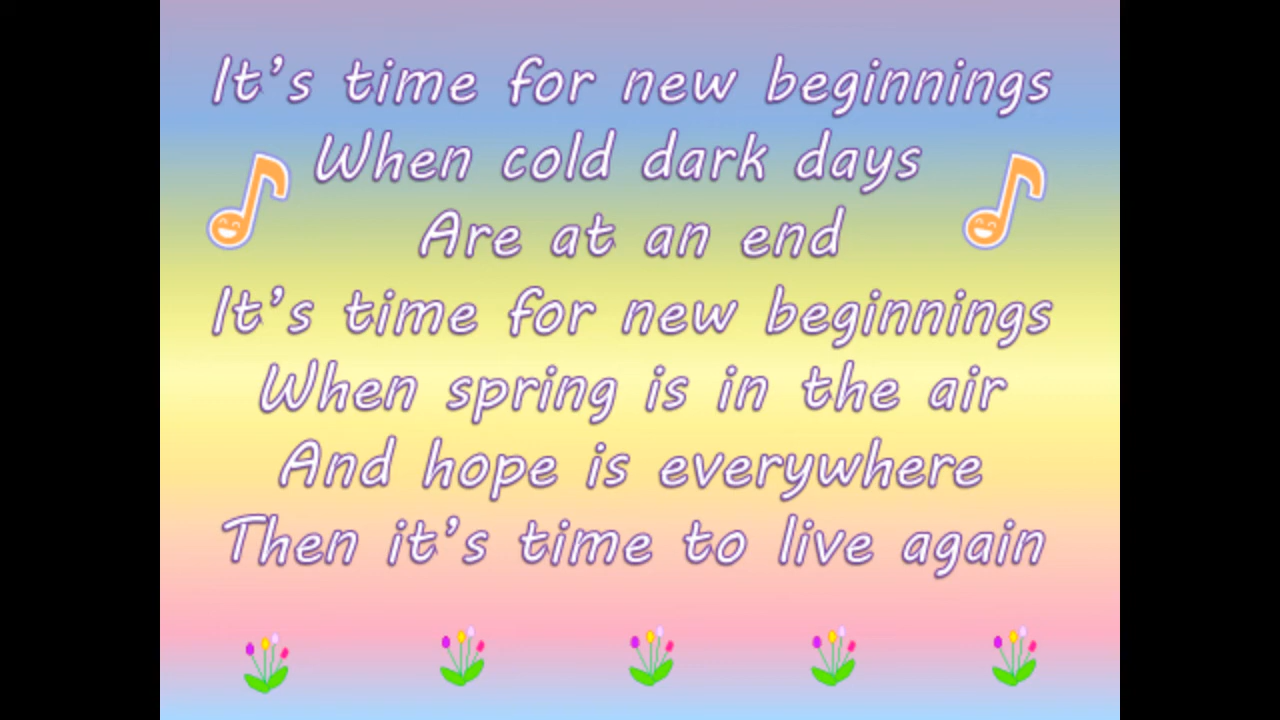 It's time for new beginnings
When cold dark days
Are at an end
It's time for new beginnings
When spring is in the air
And hope is everywhere
Then it's time to live again